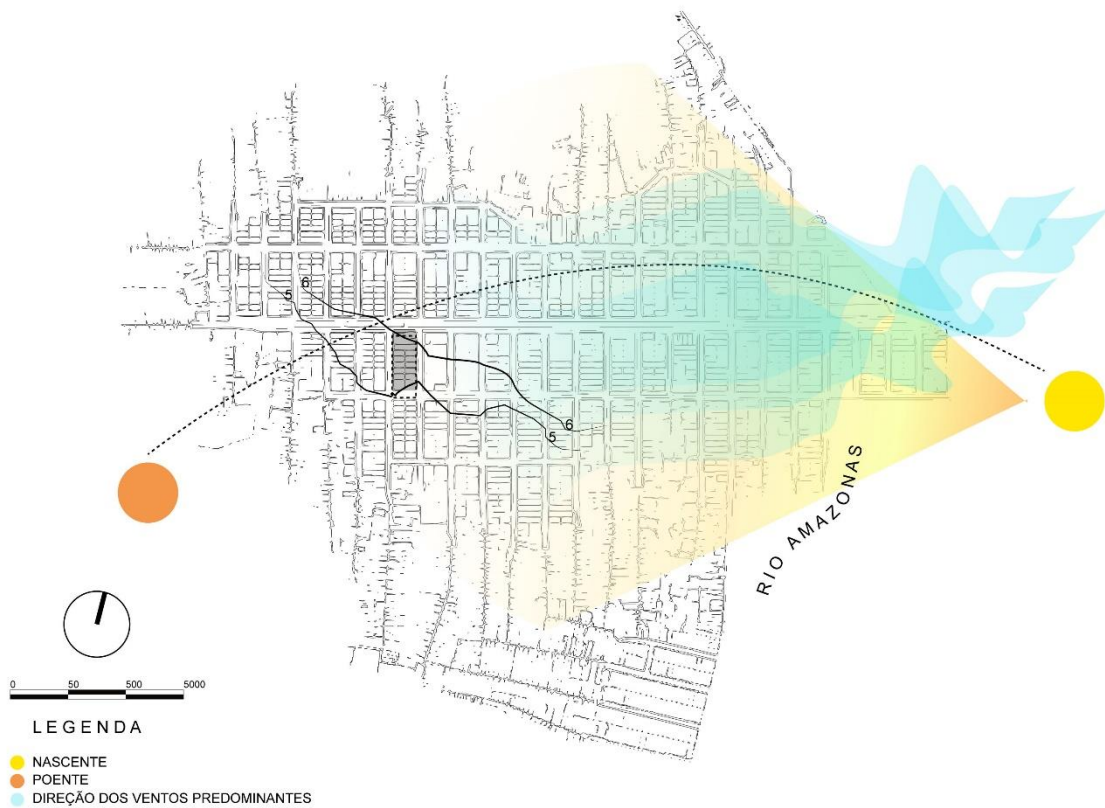 5
6
6
5
RIO AMAZONAS
0 50 500 5000
LEGENDA
NASCENTE
POENTE
DIREÇÃO DOS VENTOS PREDOMINANTES